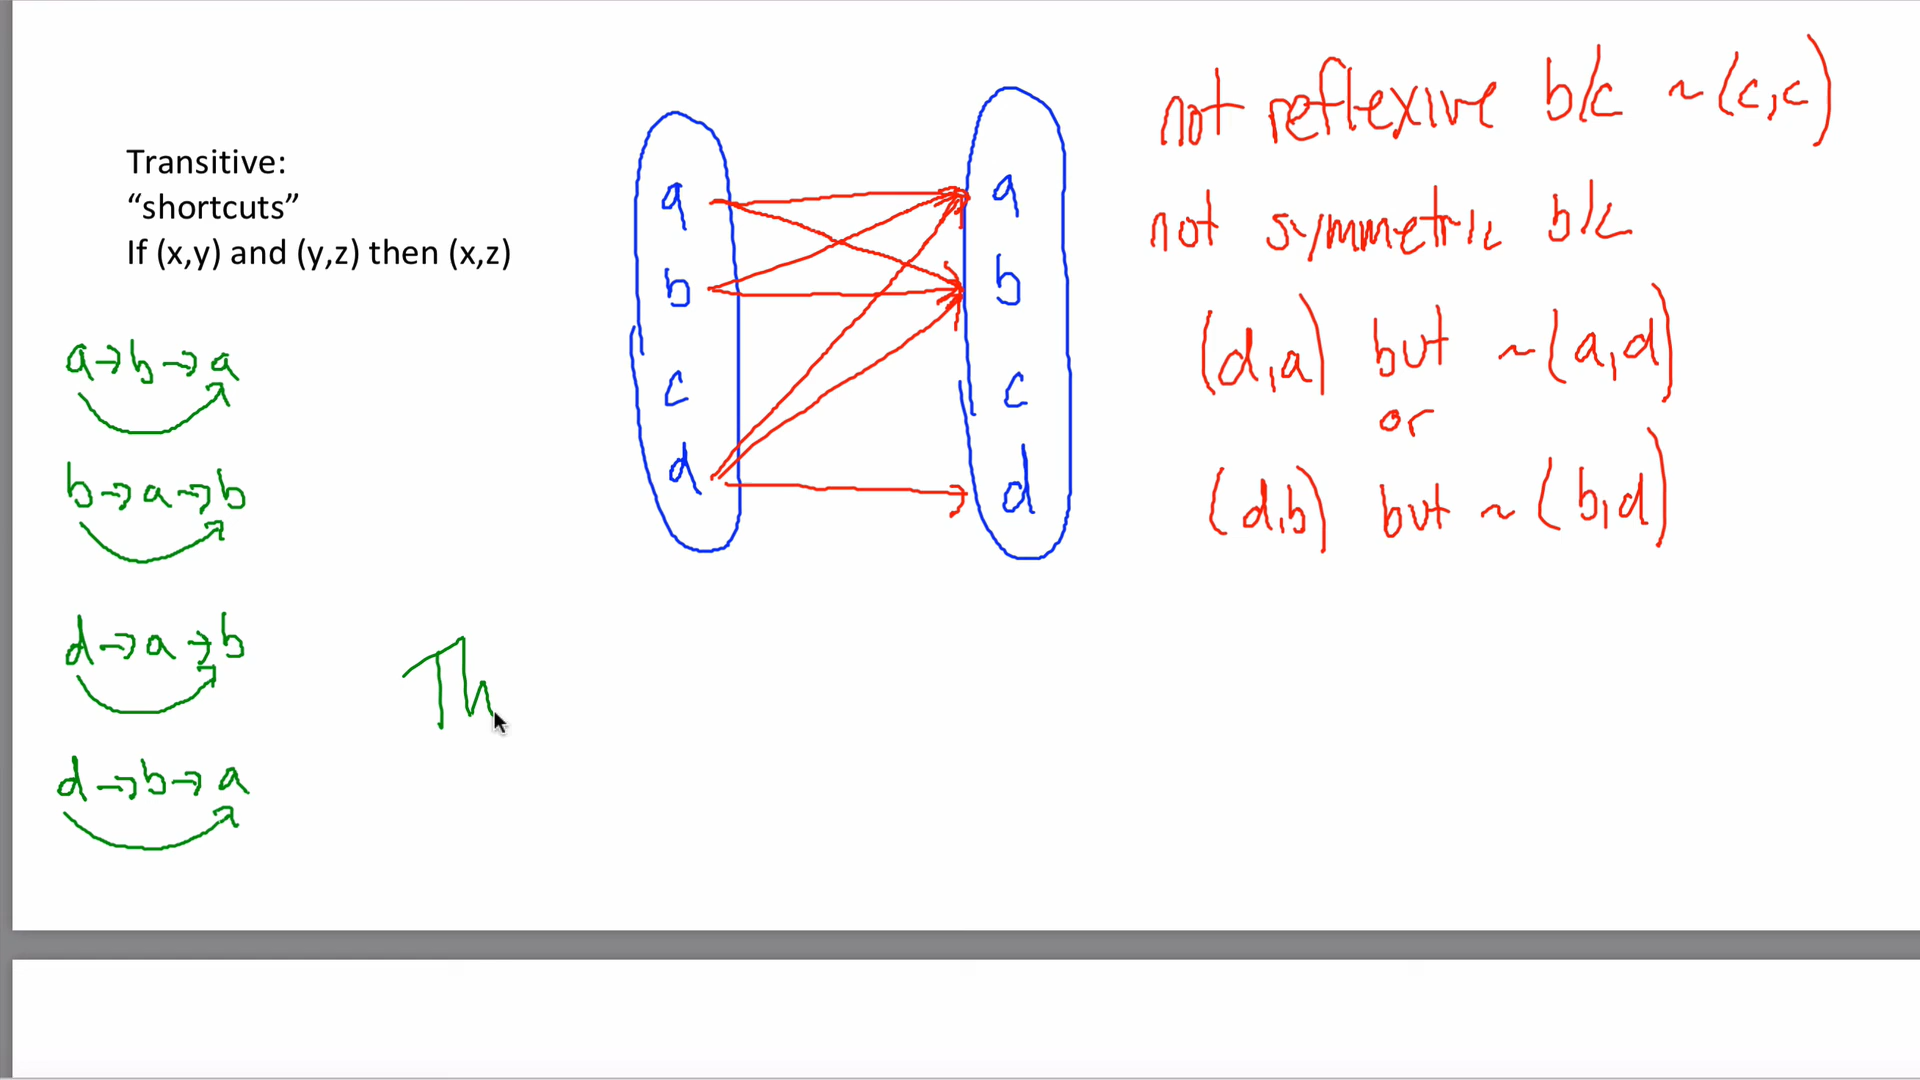 Transitive:
“shortcuts”
If (x,y) and (y,z) then (x,z)
a→b→a
b→a→b
d→a→b
d→b→a
Th
a
b
c
d
a
b
c
d
not reflexive b/c ~(c,c)
not symmetric b/c
(d,a) but ~(a,d)
or
(d,b) but ~(b,d)